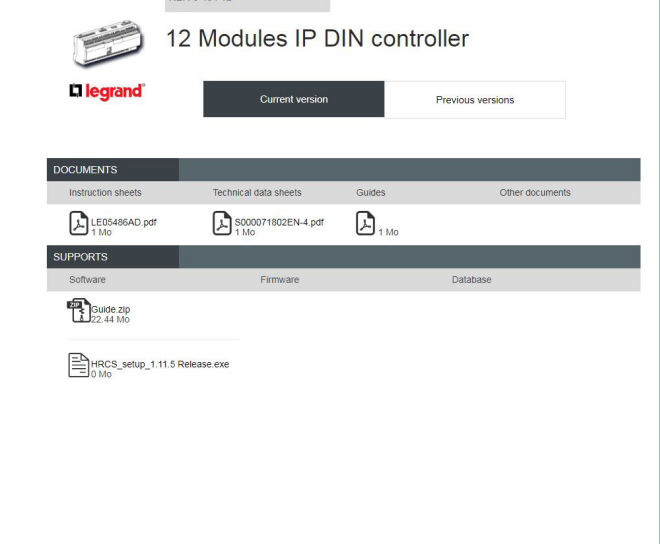 12 Modules IP DIN controller
legrand
Current version
Previous versions
DOCUMENTS
Instruction sheets
Technical data sheets
Guides
Other documents
LE05486AD.pdf
1 Mo
S000071802EN-4.pdf
1 Mo
1 Mo
SUPPORTS
Software
Firmware
Database
ZIP
Guide.zip
22.44 Mo
HRCS_setup_1.11.5 Release.exe
0 Mo